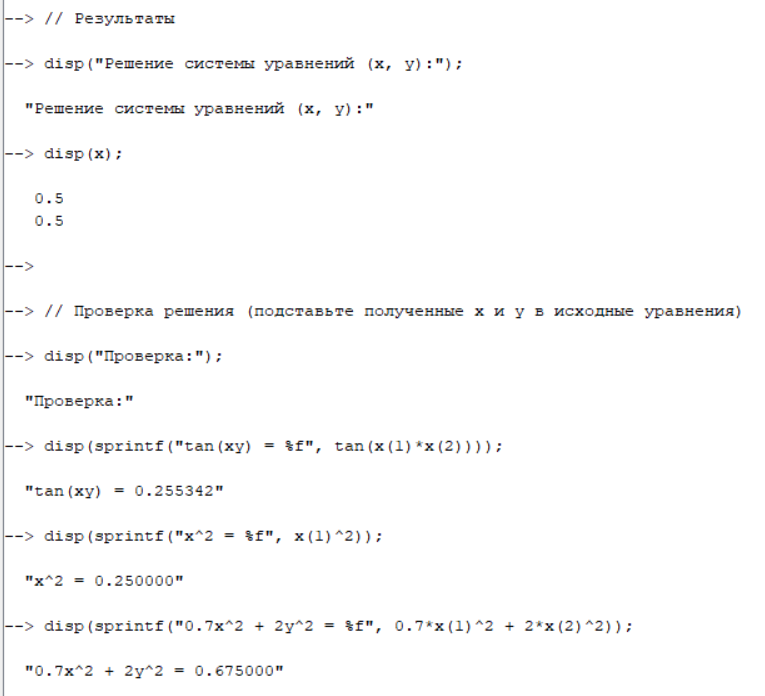 --> // Результаты
--> disp("Решение системы уравнений (x, y):");
"Решение системы уравнений (x, y):"
--> disp(x);
0.5
0.5
-->
--> // Проверка решения (подставьте полученные x и y в исходные уравнения)
--> disp("Проверка:");
"Проверка:"
--> disp(sprintf("tan(xy) = %f", tan(x(1)*x(2))));
"tan(xy) = 0.255342"
--> disp(sprintf("x^2 = %f", x(1)^2));
"x^2 = 0.250000"
--> disp(sprintf("0.7x^2 + 2y^2 = %f", 0.7*x(1)^2 + 2*x(2)^2));
"0.7x^2 + 2y^2 = 0.675000"